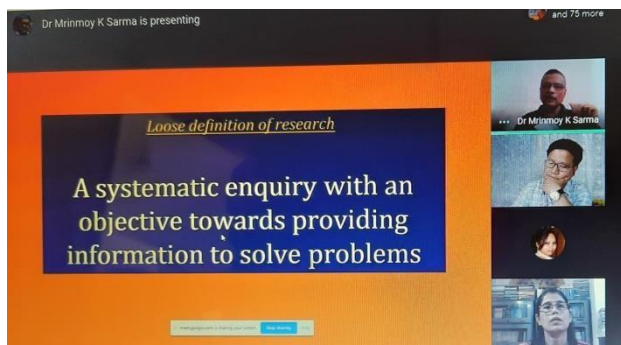 Dr Mrinmoy K Sarma is presenting
and 75 more
Loose definition of research
A systematic enquiry with an
objective towards providing
information to solve problems
Dr Mrinmoy K Sarma
Stop sharing